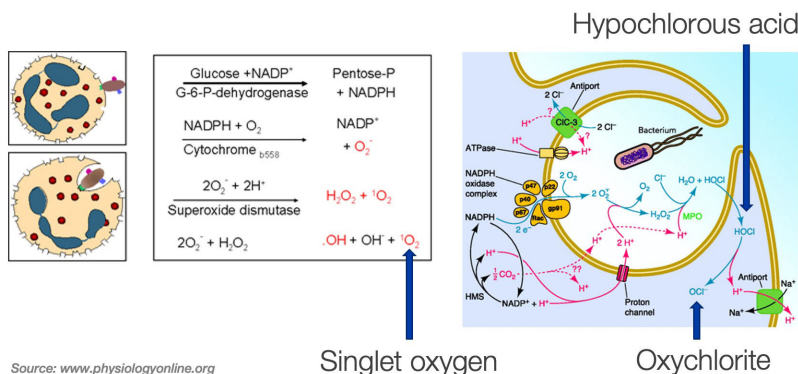 Hypochlorous acid
Glucose +NADP⁺
G-6-P-dehydrogenase
Pentose-P
+ NADPH
NADPH + O₂
Cytochrome b558
NADP⁺
+ O₂⁻
2O₂⁻ + 2H⁺
Superoxide dismutase
H₂O₂ + ¹O₂
2O₂⁻ + H₂O₂
.OH + OH⁻ + ¹O₂
Antiport
2 Cl⁻
H⁺
?
ClC-3
2 Cl⁻
?
H⁺
H⁺
ATPase
Bacterium
NADPH
oxidase
complex
p47
p22
p40
p67
gp91
Rac
2 O₂
2 O₂⁻
O₂
Cl⁻
H₂O + HOCl
H₂O₂
MPO
H⁺
NADPH
2 e⁻
H⁺
2 H⁺
HOCl
H⁺
½CO₂
??
H⁺
OCl⁻
Antiport
Na⁺
H⁺
Na⁺
H⁺
HMS
NADP⁺ + H⁺
Proton
channel
Source: www.physiologyonline.org
Singlet oxygen
Oxychlorite